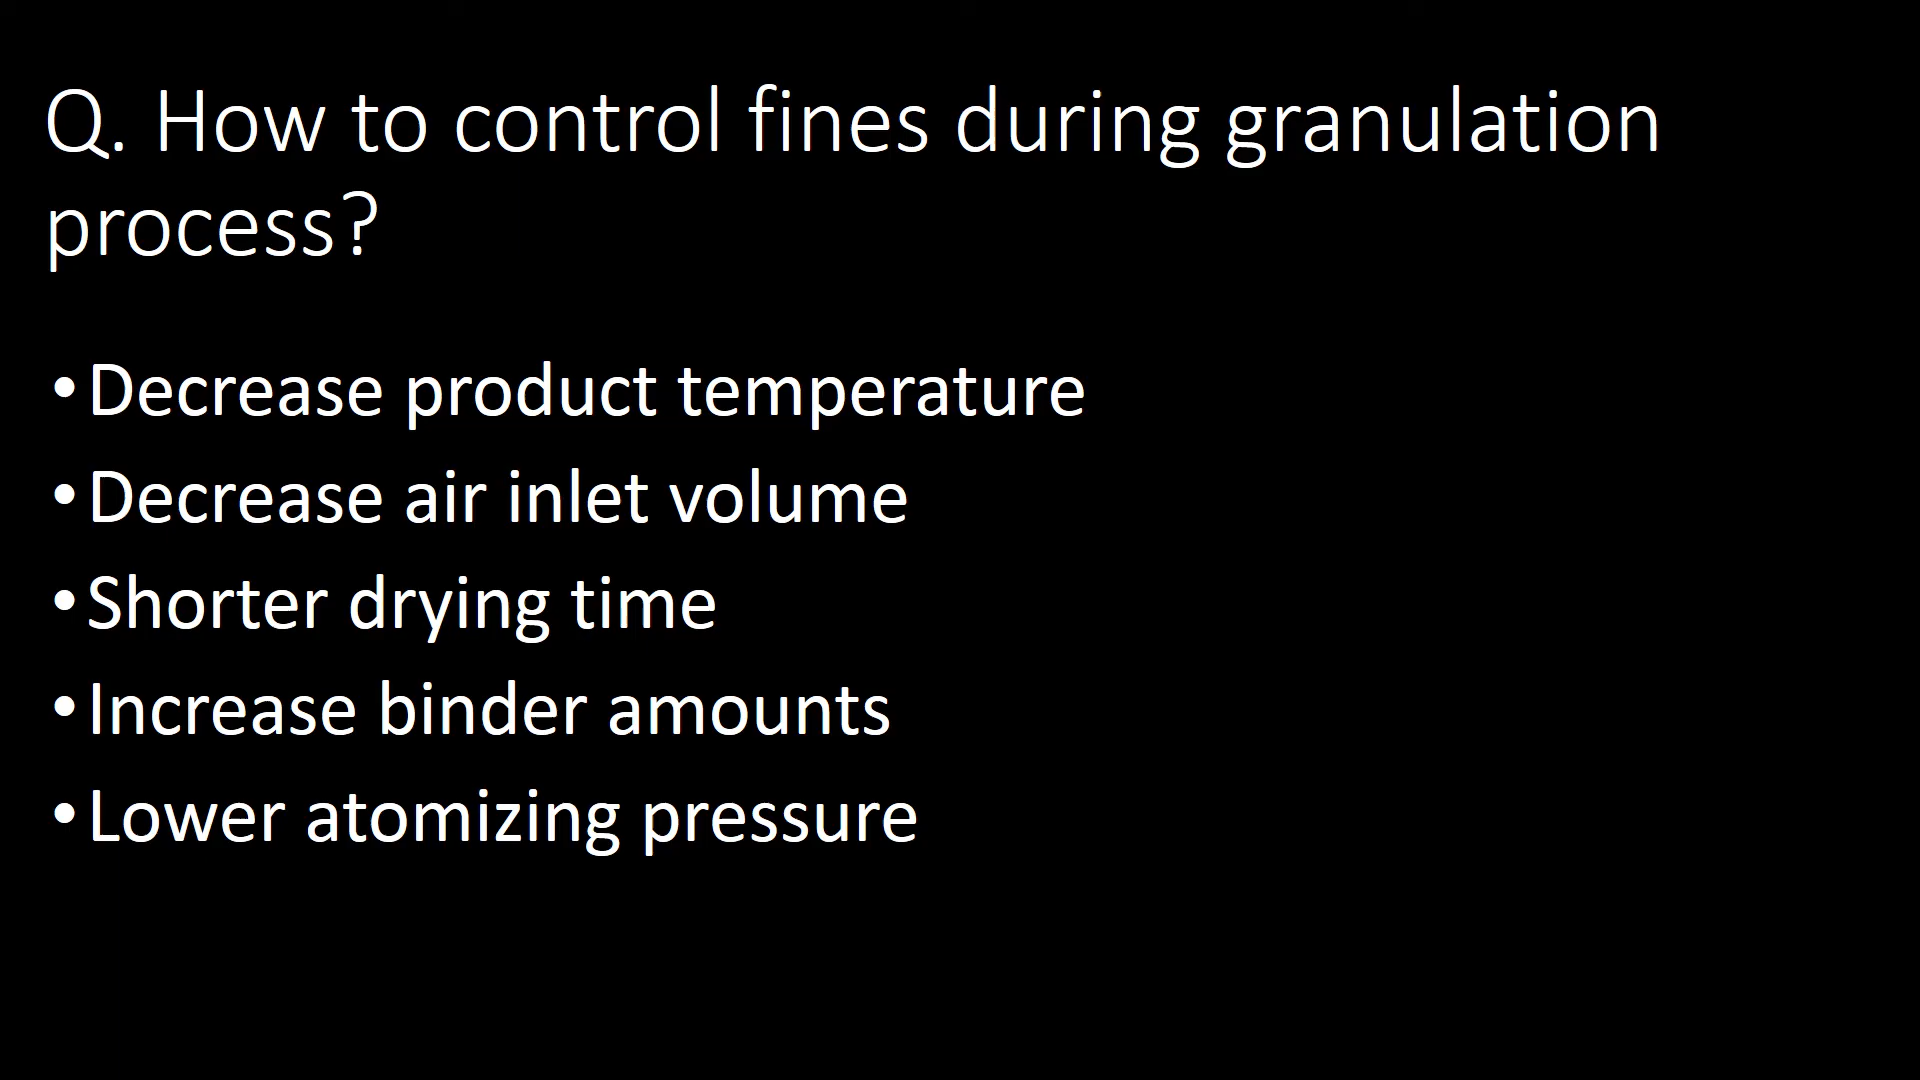 Q. How to control fines during granulation
process?
•Decrease product temperature
•Decrease air inlet volume
•Shorter drying time
•Increase binder amounts
•Lower atomizing pressure